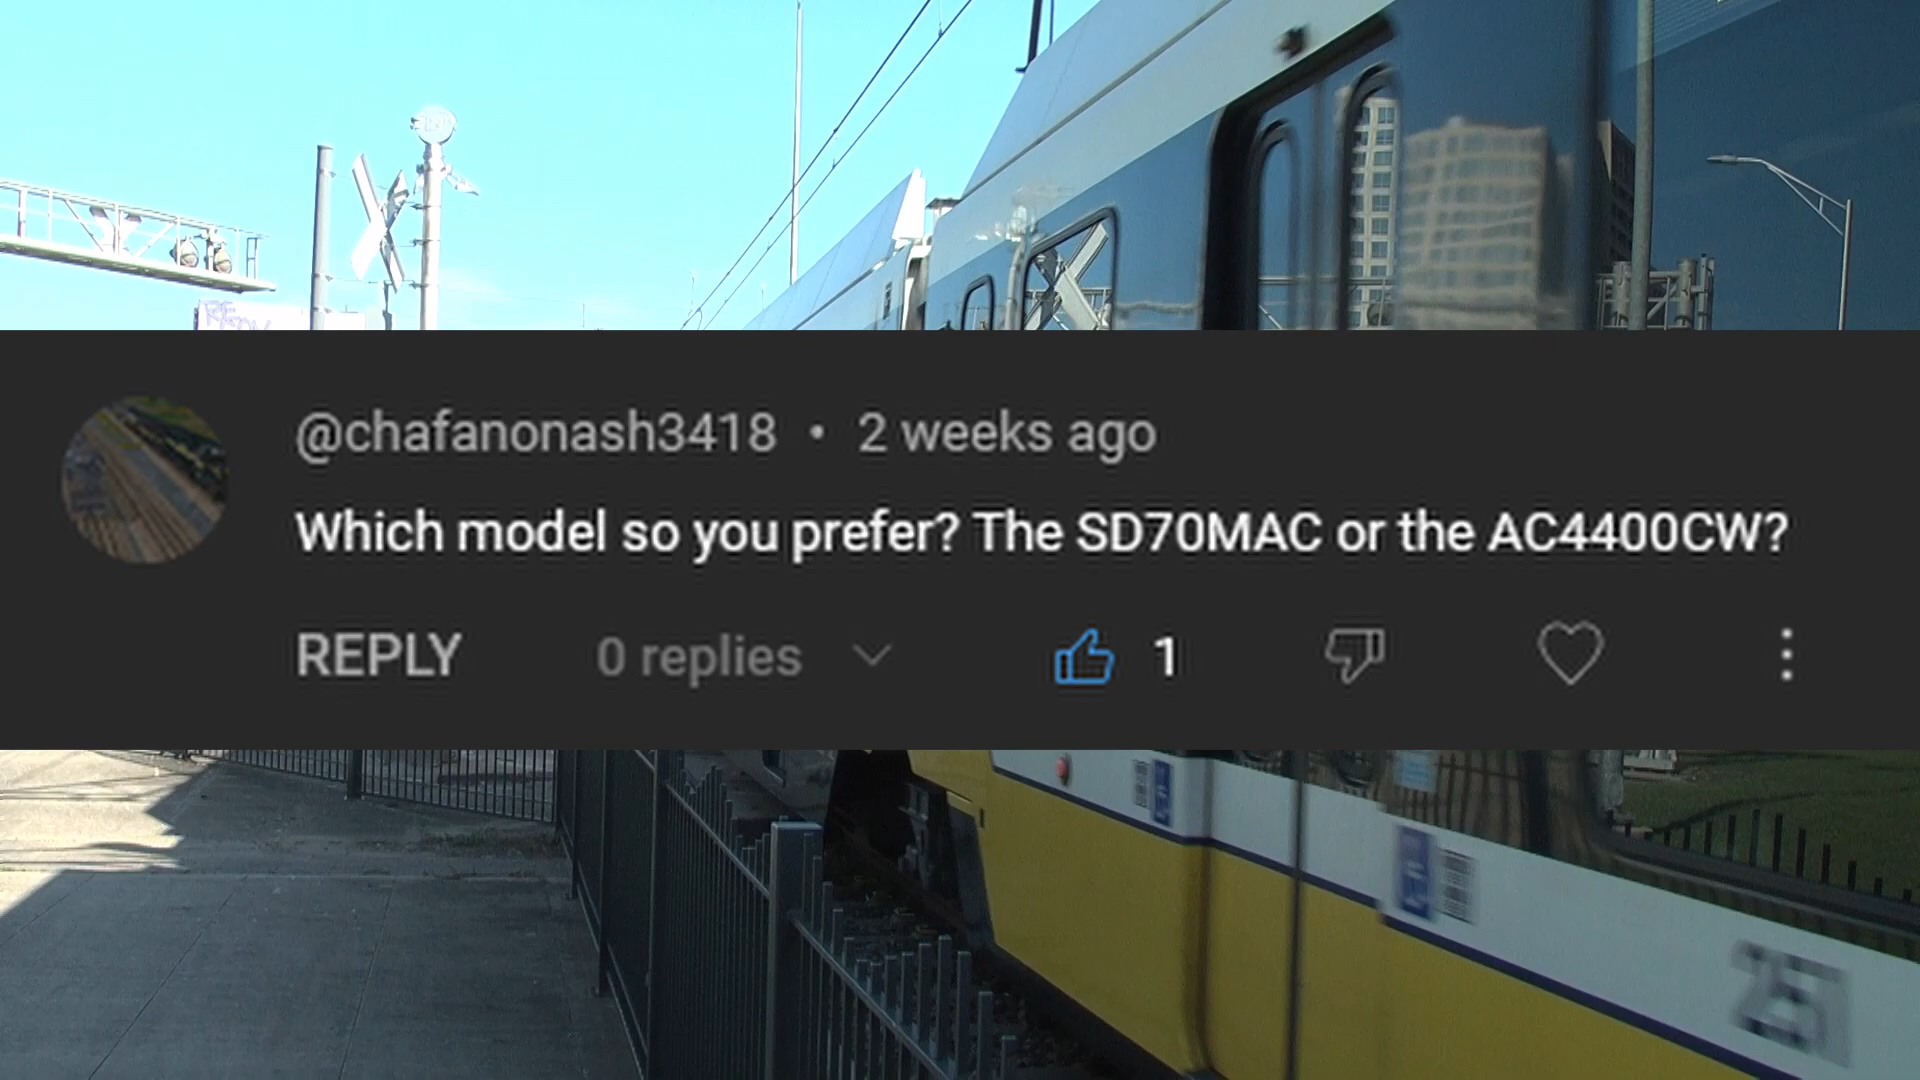 @chafanonash3418 • 2 weeks ago
Which model so you prefer? The SD70MAC or the AC4400CW?
REPLY 0 replies 1